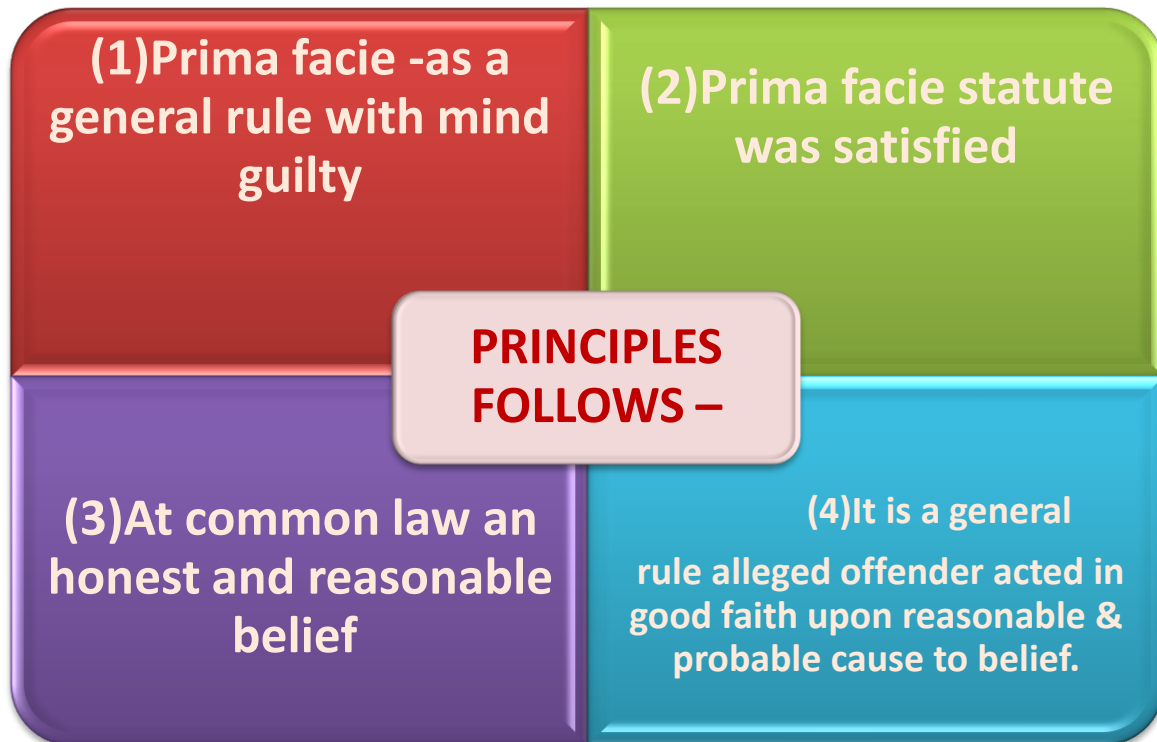 (1)Prima facie -as a
general rule with mind
guilty
(2)Prima facie statute
was satisfied
PRINCIPLES
FOLLOWS –
(3)At common law an
honest and reasonable
belief
(4)It is a general
rule alleged offender acted in
good faith upon reasonable &
probable cause to belief.